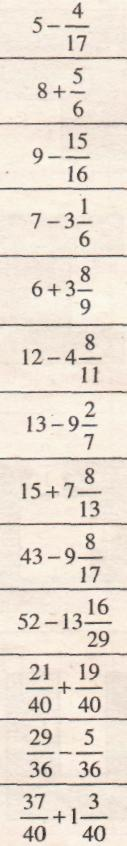 5 − 4/17
8 + 5/6
9 − 15/16
7 − 3 1/6
6 + 3 8/9
12 − 4 8/11
13 − 9 2/7
15 + 7 8/13
43 − 9 8/17
52 − 13 16/29
21/40 + 19/40
29/36 − 5/36
37/40 + 1 3/40